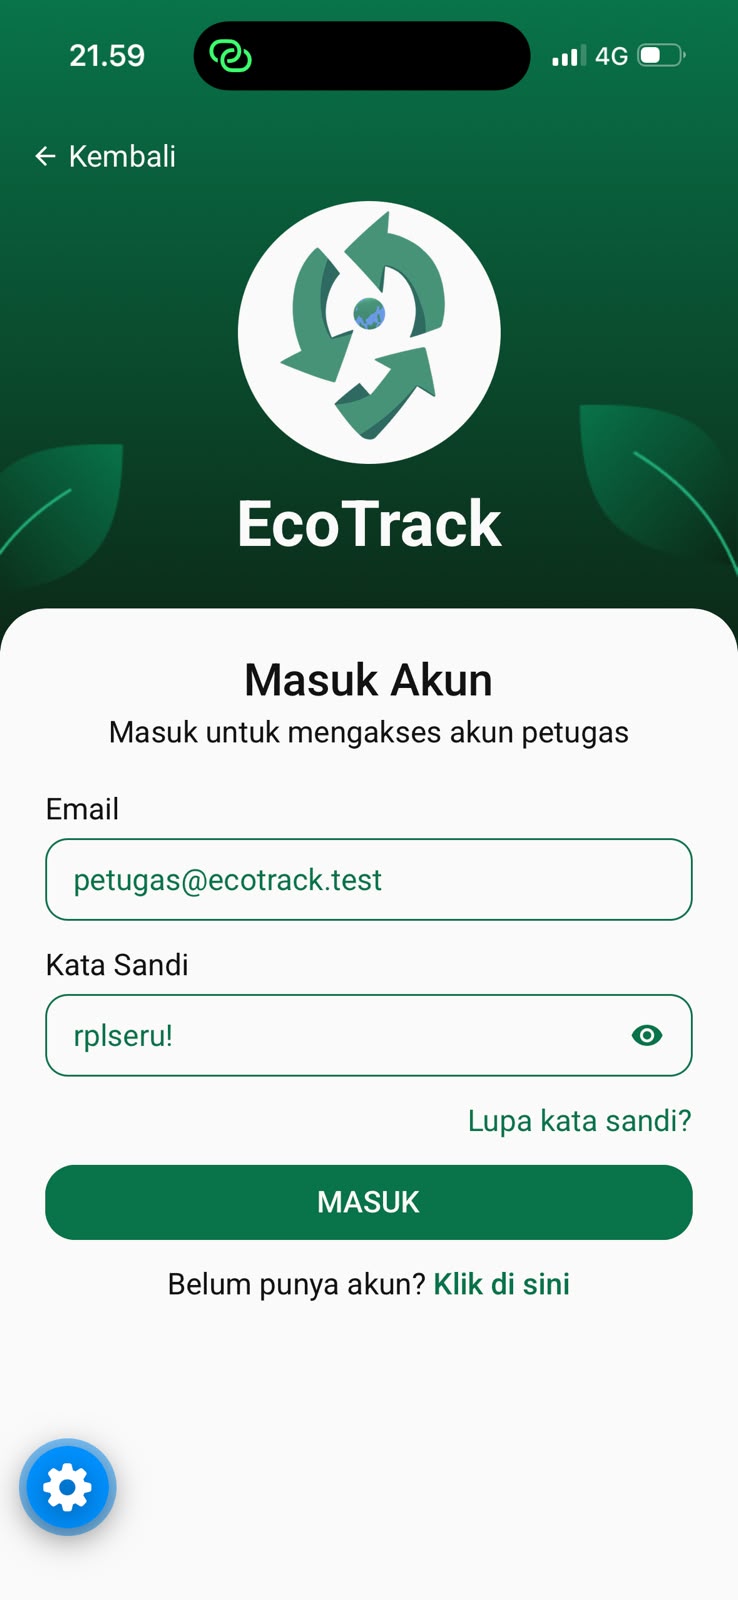 21.59
4G
← Kembali
EcoTrack
Masuk Akun
Masuk untuk mengakses akun petugas
Email
petugas@ecotrack.test
Kata Sandi
rplseru!
Lupa kata sandi?
MASUK
Belum punya akun? Klik di sini